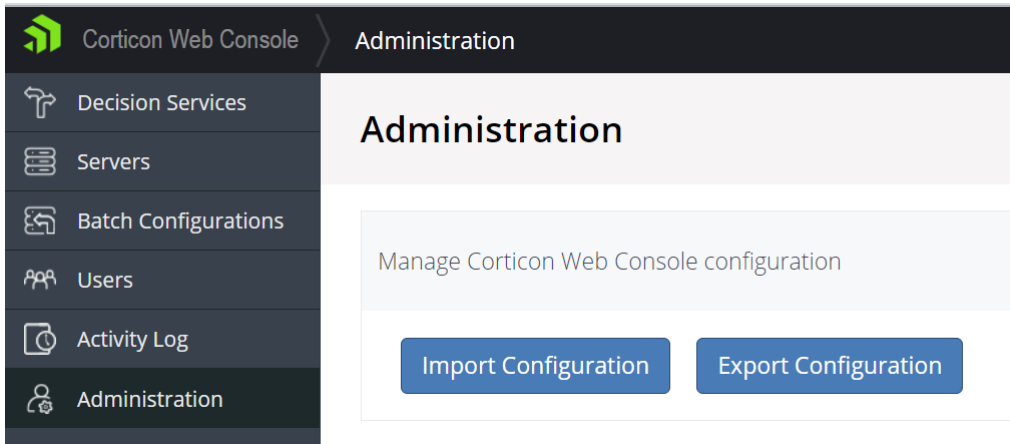 Corticon Web Console
Administration
Decision Services
Servers
Batch Configurations
Users
Activity Log
Administration
Administration
Manage Corticon Web Console configuration
Import Configuration
Export Configuration